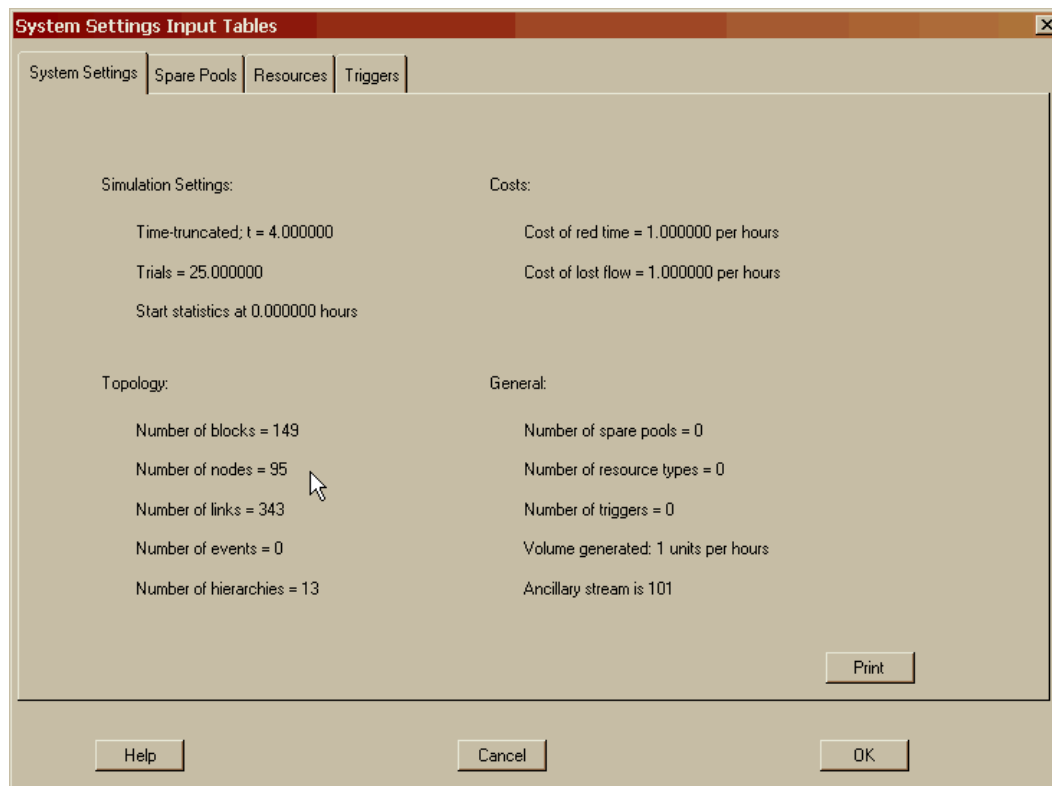 System Settings Input Tables
System Settings
Spare Pools
Resources
Triggers
Simulation Settings:
Time-truncated; t = 4.000000
Trials = 25.000000
Start statistics at 0.000000 hours
Costs:
Cost of red time = 1.000000 per hours
Cost of lost flow = 1.000000 per hours
Topology:
Number of blocks = 149
Number of nodes = 95
Number of links = 343
Number of events = 0
Number of hierarchies = 13
General:
Number of spare pools = 0
Number of resource types = 0
Number of triggers = 0
Volume generated: 1 units per hours
Ancillary stream is 101
Print
Help
Cancel
OK